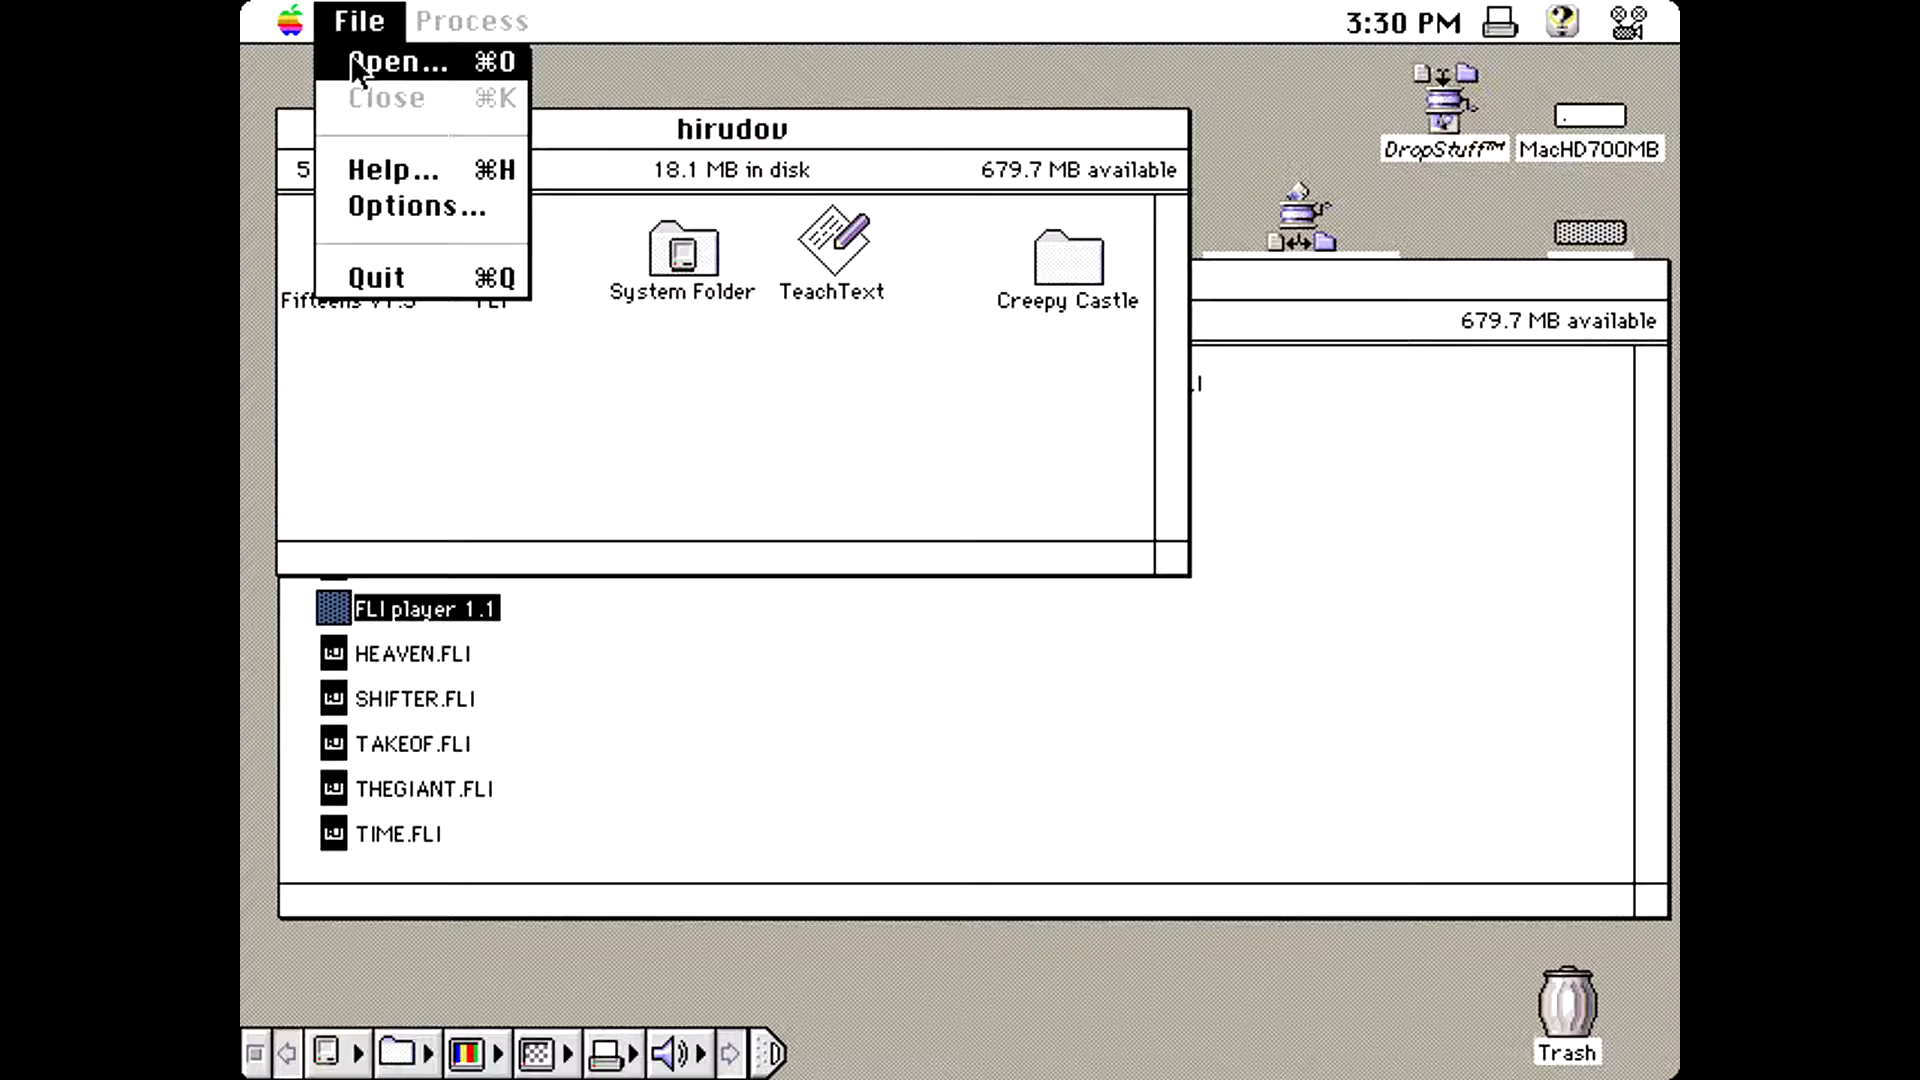 File Process 3:30 PM
Open... ⌘O
Close ⌘K
Help... ⌘H
Options...
Quit ⌘Q
DropStuff™
MacHD700MB
hirudov
5 18.1 MB in disk 679.7 MB available
System Folder
TeachText
Creepy Castle
679.7 MB available
FLI player 1.1
HEAVEN.FLI
SHIFTER.FLI
TAKEOF.FLI
THEGIANT.FLI
TIME.FLI
Trash